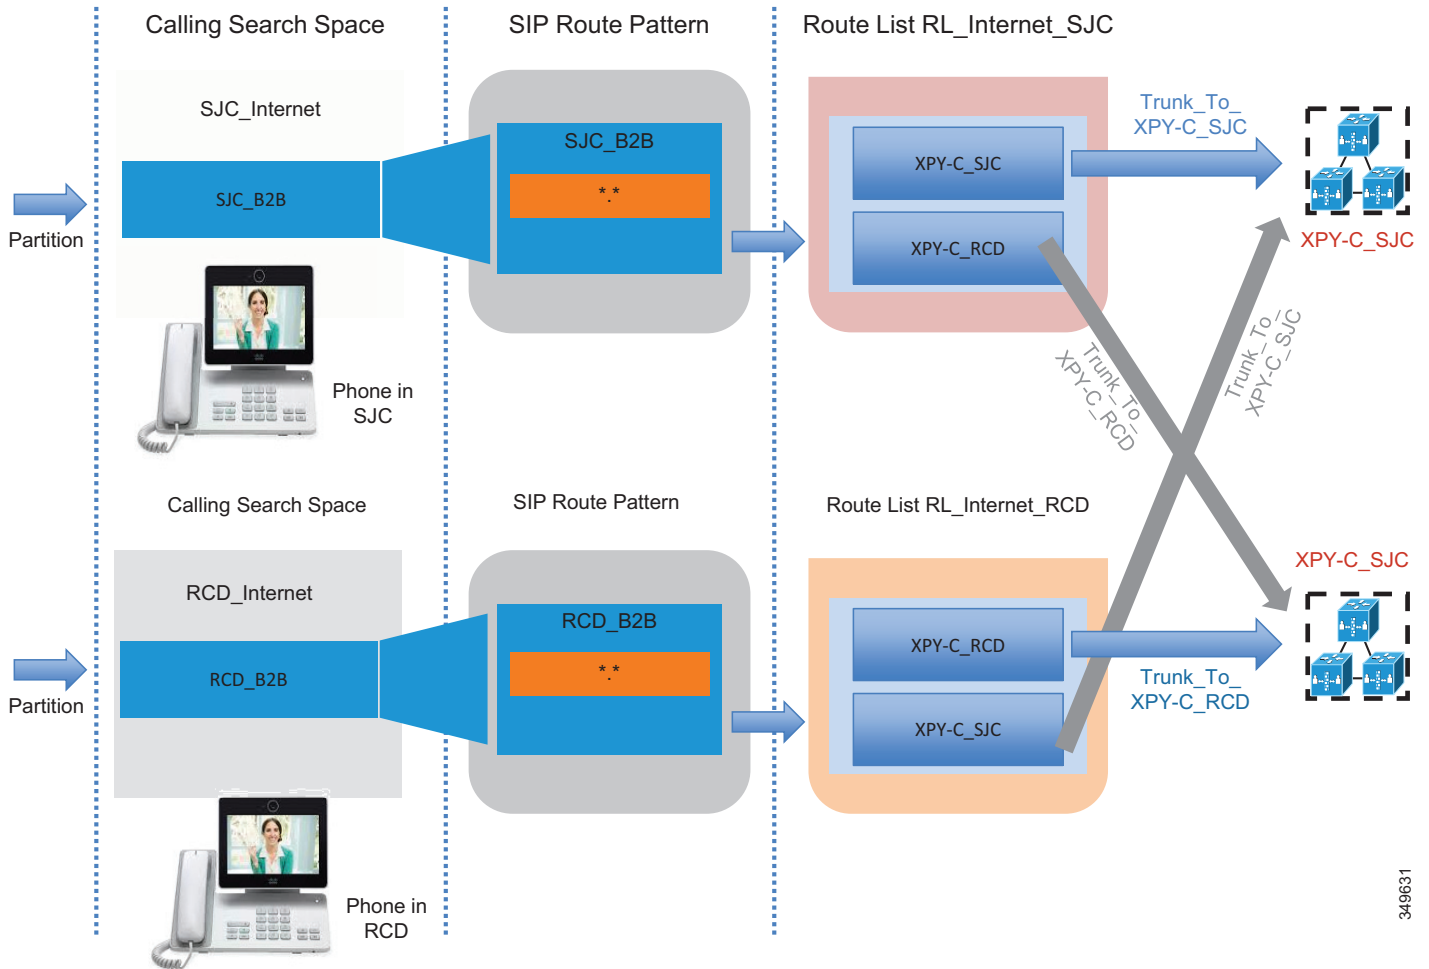 Calling Search Space
SIP Route Pattern
Route List RL_Internet_SJC
SJC_Internet
SJC_B2B
Partition
SJC_B2B
*.*
XPY-C_SJC
XPY-C_RCD
Trunk_To_
XPY-C_SJC
XPY-C_SJC
Trunk_To_
XPY-C_RCD
Trunk_To_
XPY-C_SJC
Phone in
SJC
Calling Search Space
SIP Route Pattern
Route List RL_Internet_RCD
RCD_Internet
RCD_B2B
Partition
RCD_B2B
*.*
XPY-C_RCD
XPY-C_SJC
Trunk_To_
XPY-C_RCD
XPY-C_SJC
Phone in
RCD
349631